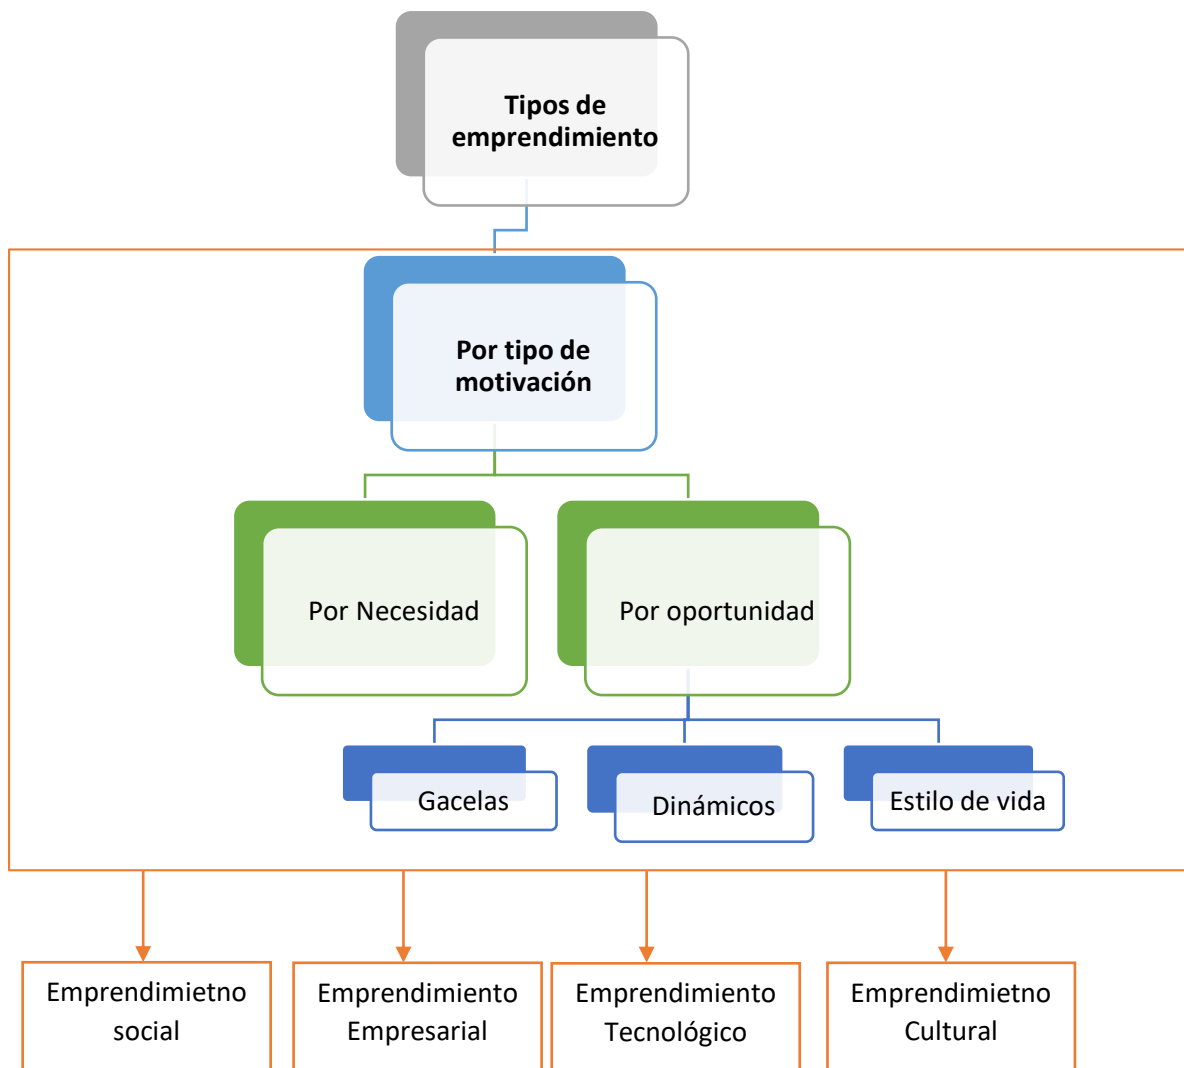 Tipos de
emprendimiento
Por tipo de
motivación
Por Necesidad
Por oportunidad
Gacelas
Dinámicos
Estilo de vida
Emprendimietno
social
Emprendimiento
Empresarial
Emprendimiento
Tecnológico
Emprendimietno
Cultural